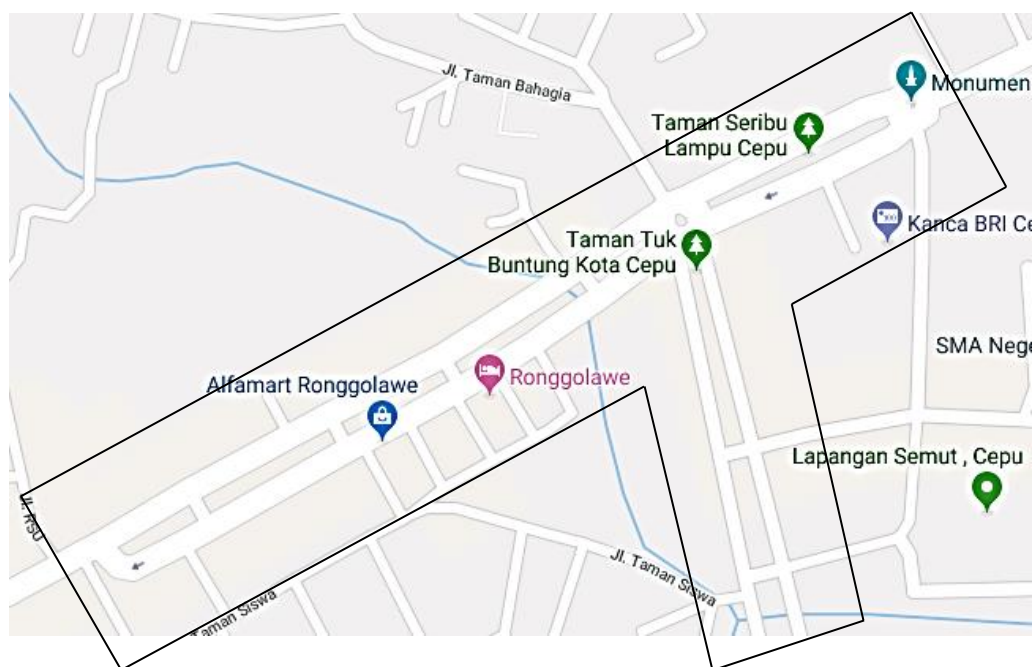 Jl. Taman Bahagia
Monumen
Taman Seribu
Lampu Cepu
Kanca BRI Ce
Taman Tuk
Buntung Kota Cepu
SMA Nege
Ronggolawe
Alfamart Ronggolawe
Lapangan Semut , Cepu
Jl. RSU
Jl. Taman Siswa
Taman Siswa